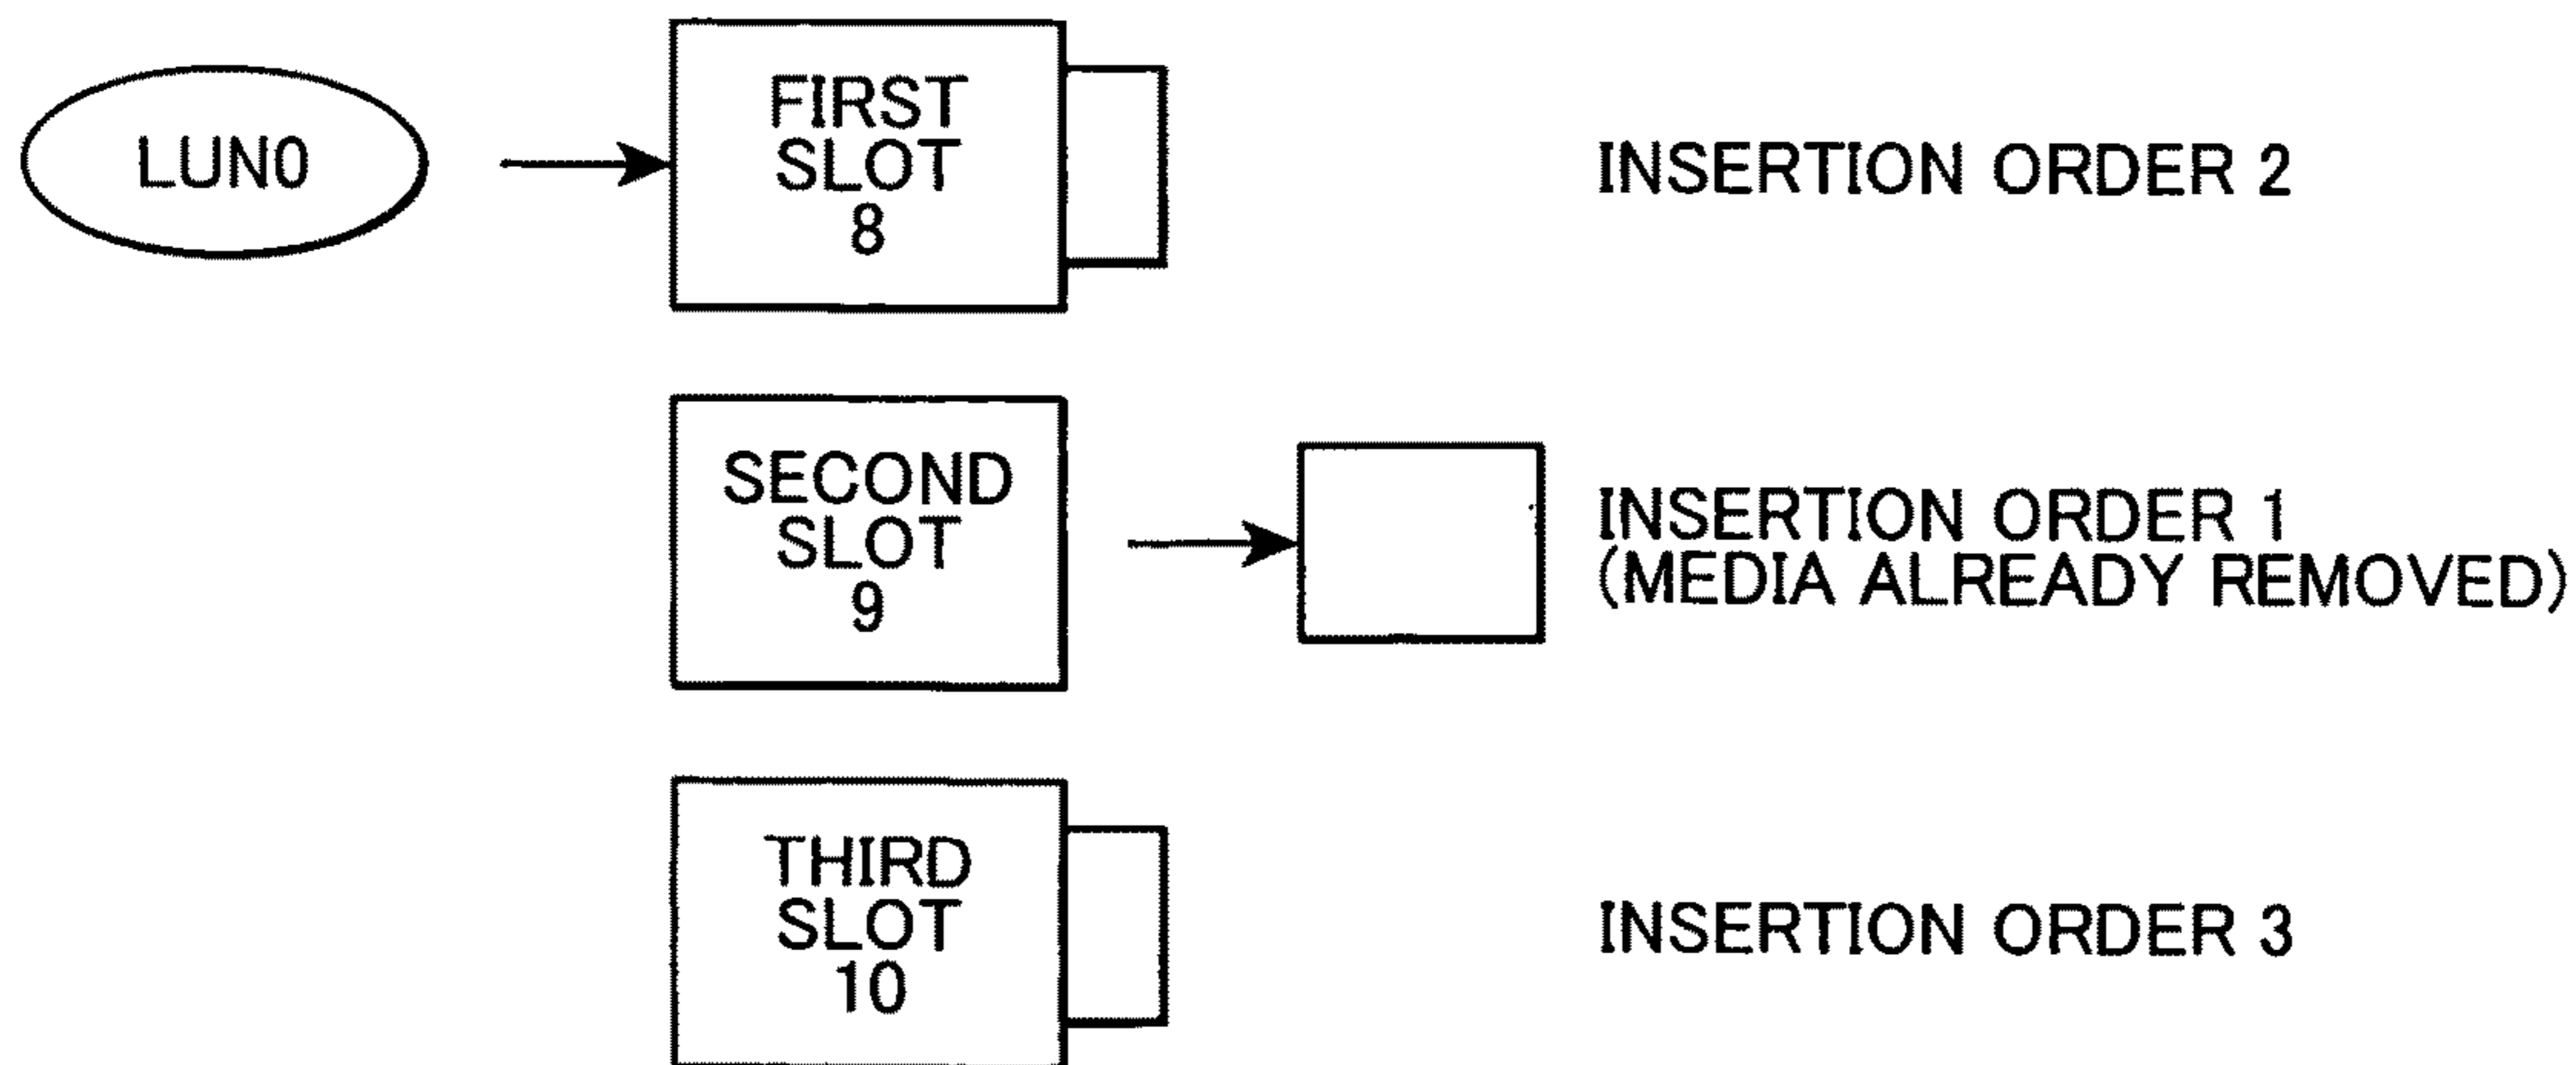 LUN0
FIRST
SLOT
8
INSERTION ORDER 2
SECOND
SLOT
9
INSERTION ORDER 1
(MEDIA ALREADY REMOVED)
THIRD
SLOT
10
INSERTION ORDER 3